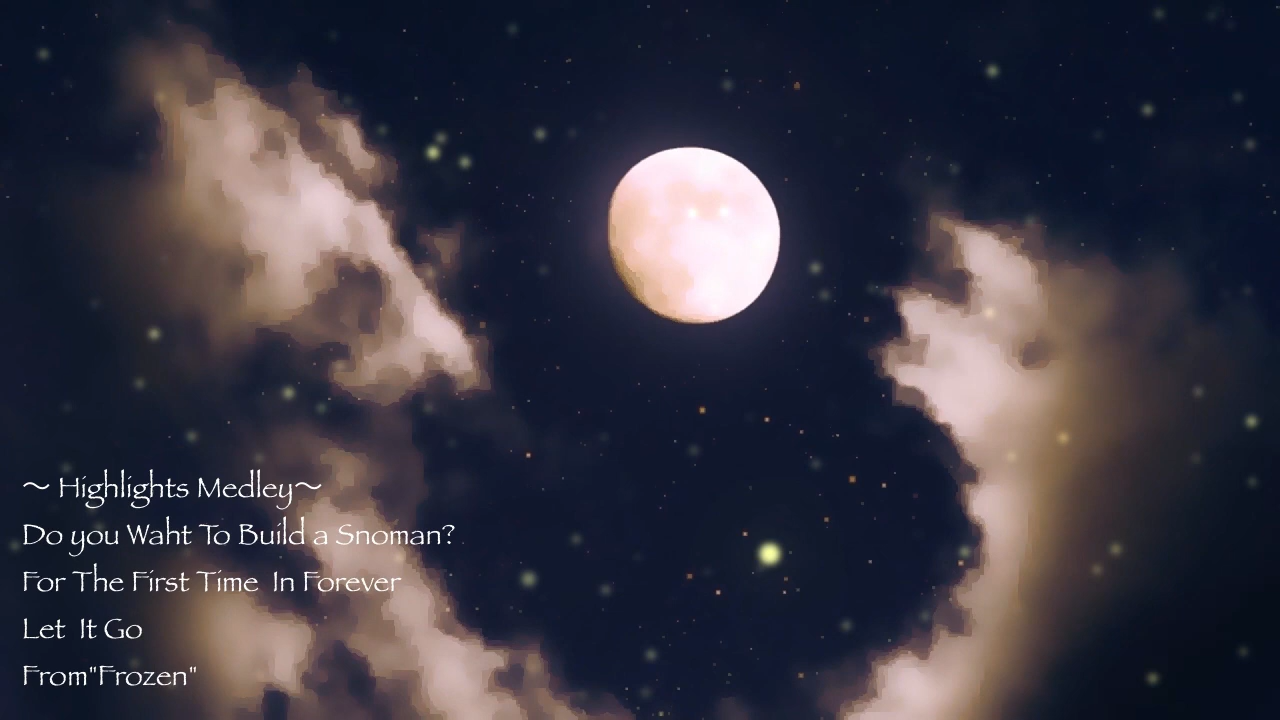 ～ Highlights Medley～
Do you Waht To Build a Snoman?
For The First Time In Forever
Let It Go
From"Frozen"